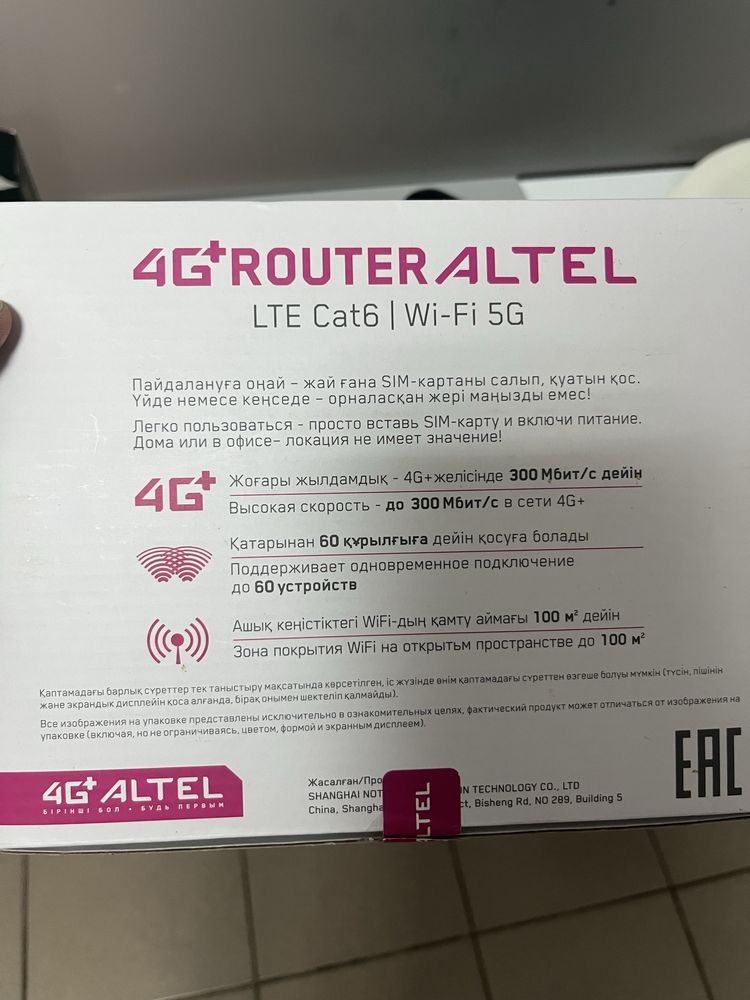 4G+ ROUTER ALTEL
LTE Cat6 | Wi-Fi 5G
Пайдалануға оңай – жай ғана SIM-картаны салып, қуатын қос.
Үйде немесе кеңседе – орналасқан жері маңызды емес!
Легко пользоваться - просто вставь SIM-карту и включи питание.
Дома или в офисе– локация не имеет значение!
4G+
Жоғары жылдамдық - 4G+желісінде 300 Мбит/с дейін
Высокая скорость - до 300 Мбит/с в сети 4G+
Қатарынан 60 құрылғыға дейін қосуға болады
Поддерживает одновременное подключение
до 60 устройств
Ашық кеңістіктегі WiFi-дың қамту аймағы 100 м² дейін
Зона покрытия WiFi на открытьм пространстве до 100 м²
Қаптамадағы барлық суреттер тек таныстыру мақсатында көрсетілген, іс жүзінде өнім қаптамадағы суреттен өзгеше болуы мүмкін (түсін, пішінін
және экрандық дисплейін қоса алғанда, бірақ онымен шектеліп қалмайды).
Все изображения на упаковке представлены исключительно в ознакомительных целях, фактический продукт может отличаться от изображения на
упаковке (включая, но не ограничиваясь, цветом, формой и экранным дисплеем).
EAC
4G+ ALTEL
БІРІНШІ БОЛ • БУДЬ ПЕРВЫМ
Жасалған/Про
SHANGHAI NOT ON TECHNOLOGY CO., LTD
China, Shangha ct, Bisheng Rd, NO 289, Building 5
LTEL